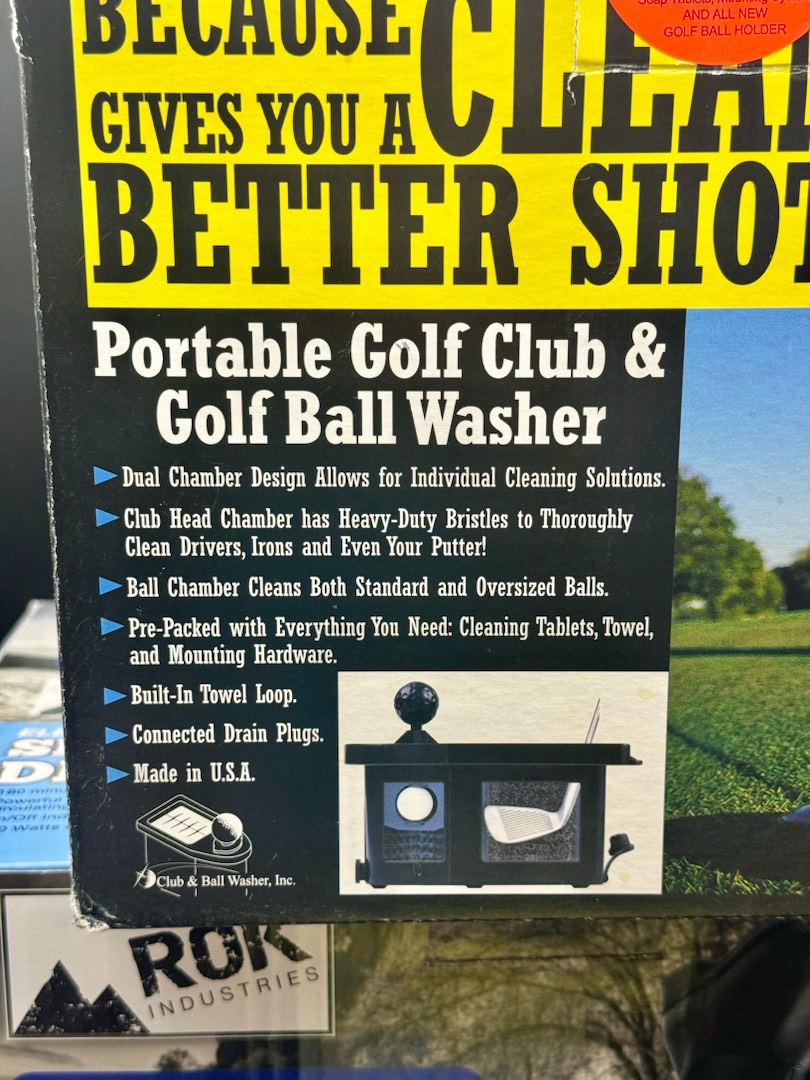 AND ALL NEW
GOLF BALL HOLDER
BECAUSE
GIVES YOU A
BETTER SHOT
Portable Golf Club &
Golf Ball Washer
Dual Chamber Design Allows for Individual Cleaning Solutions.
Club Head Chamber has Heavy-Duty Bristles to Thoroughly
Clean Drivers, Irons and Even Your Putter!
Ball Chamber Cleans Both Standard and Oversized Balls.
Pre-Packed with Everything You Need: Cleaning Tablets, Towel,
and Mounting Hardware.
Built-In Towel Loop.
Connected Drain Plugs.
Made in U.S.A.
Club & Ball Washer, Inc.
ROK
INDUSTRIES